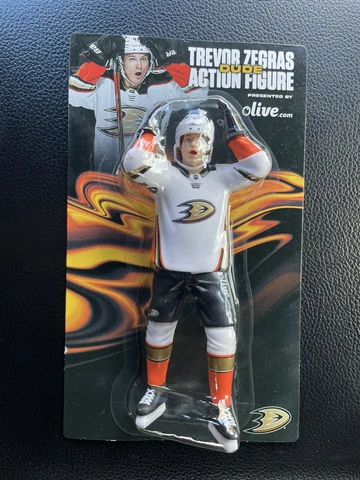 TREVOR ZEGRAS
DUDE
ACTION FIGURE
PRESENTED BY
olive.com